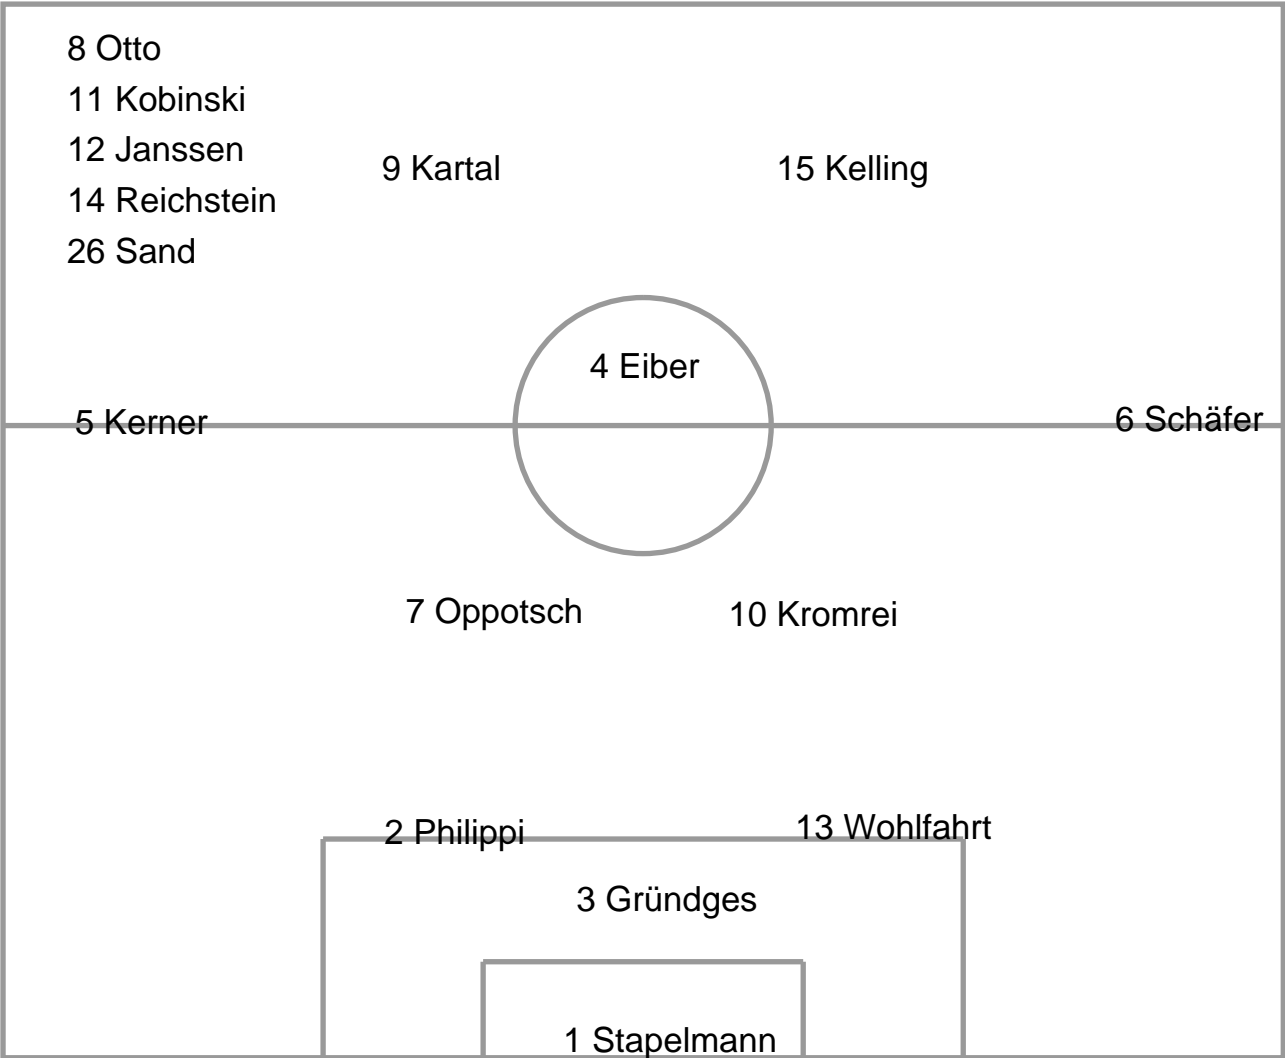 8 Otto
11 Kobinski
12 Janssen
14 Reichstein
26 Sand
9 Kartal
15 Kelling
4 Eiber
5 Kerner
6 Schäfer
7 Oppotsch
10 Kromrei
2 Philippi
13 Wohlfahrt
3 Gründges
1 Stapelmann